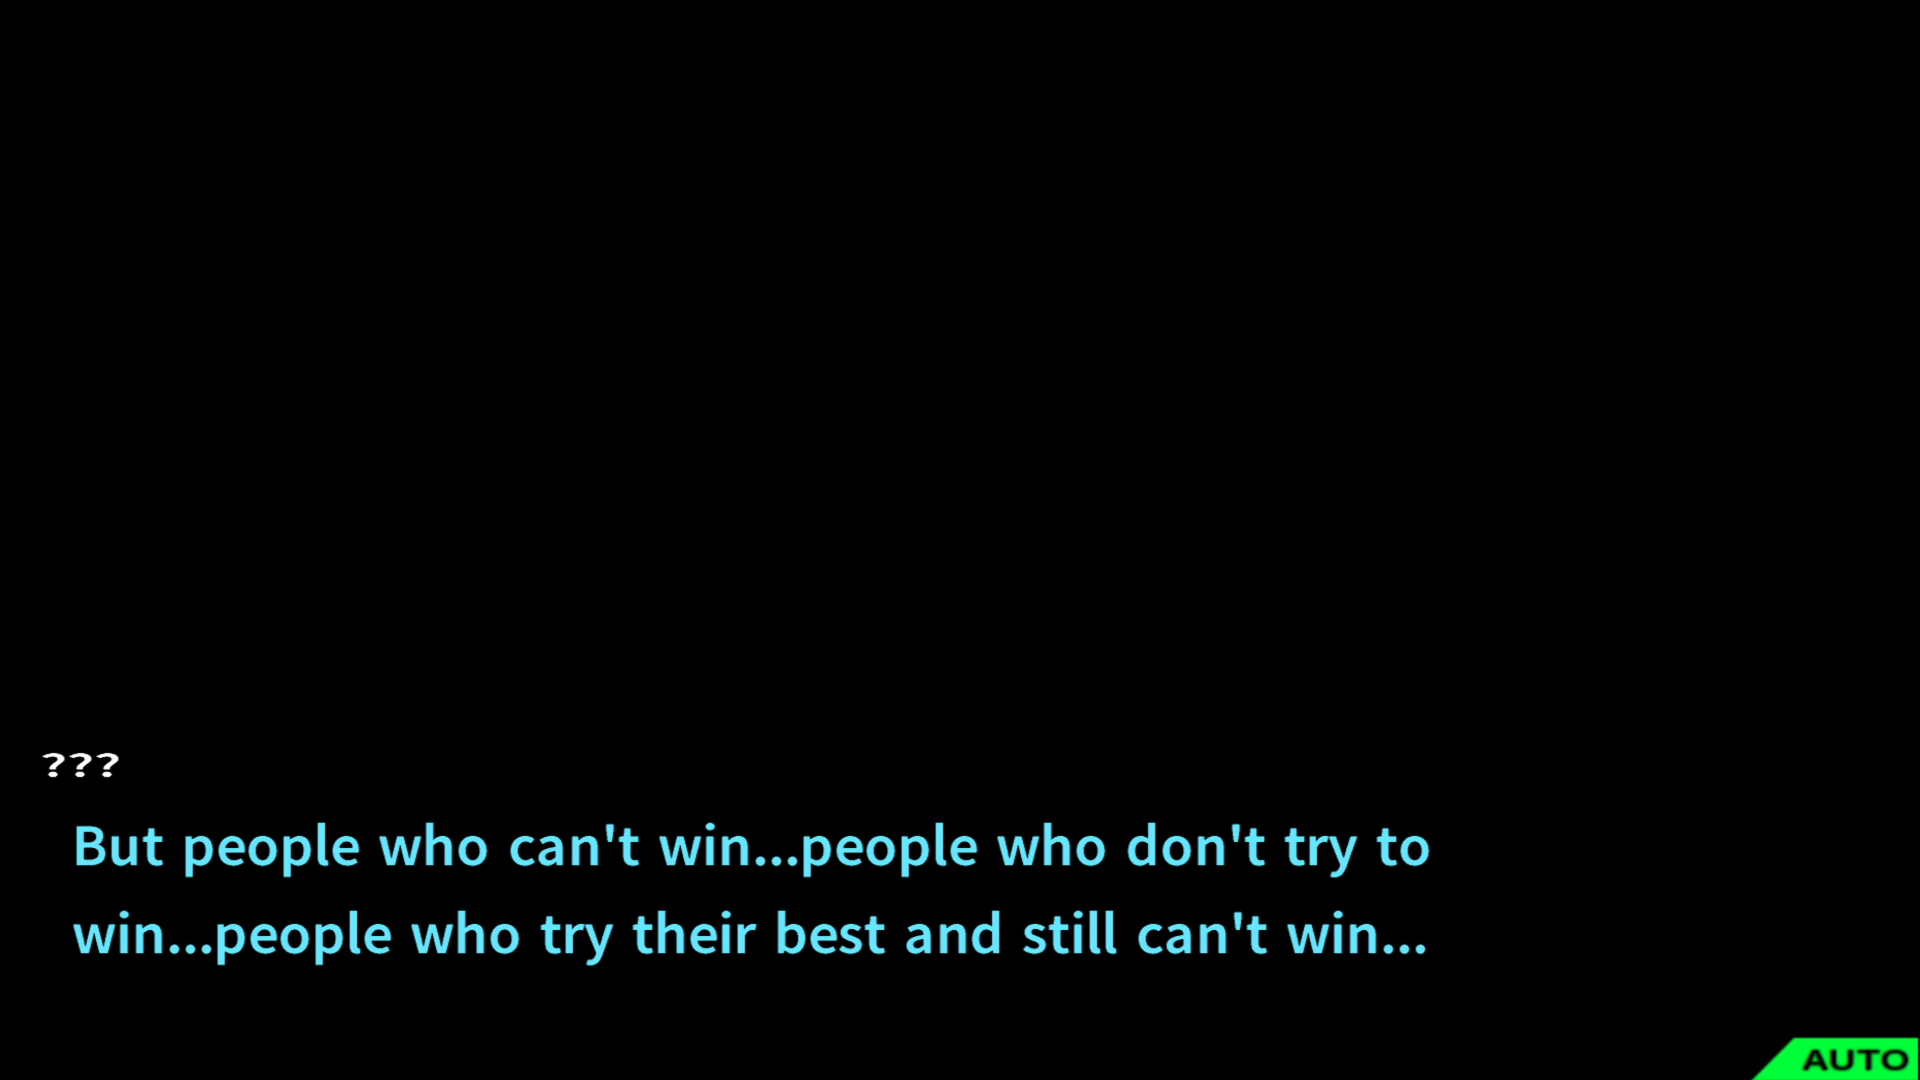 ???
But people who can't win...people who don't try to
win...people who try their best and still can't win...
AUTO